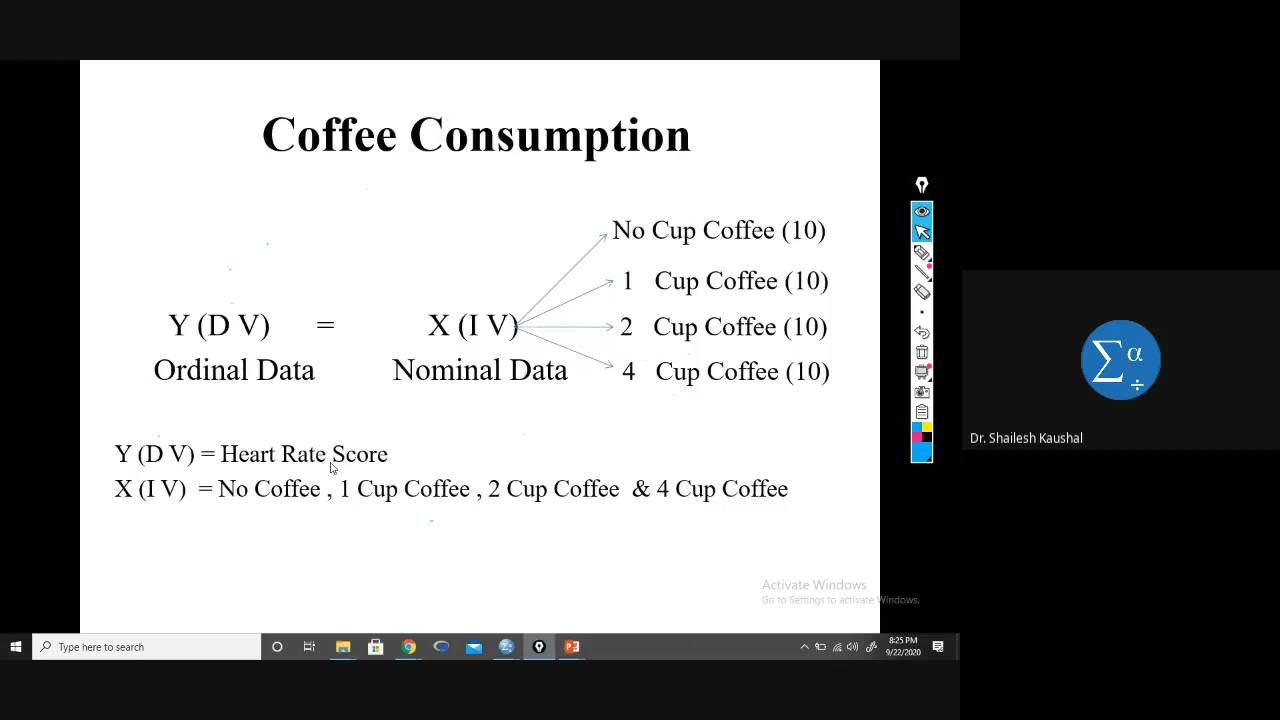 Coffee Consumption
No Cup Coffee (10)
1 Cup Coffee (10)
Y (D V) = X (I V) 2 Cup Coffee (10)
Ordinal Data Nominal Data 4 Cup Coffee (10)
Y (D V) = Heart Rate Score
X (I V) = No Coffee , 1 Cup Coffee , 2 Cup Coffee & 4 Cup Coffee
Σ α ÷
Dr. Shailesh Kaushal
Activate Windows
Go to Settings to activate Windows.
Type here to search
8:25 PM
9/22/2020